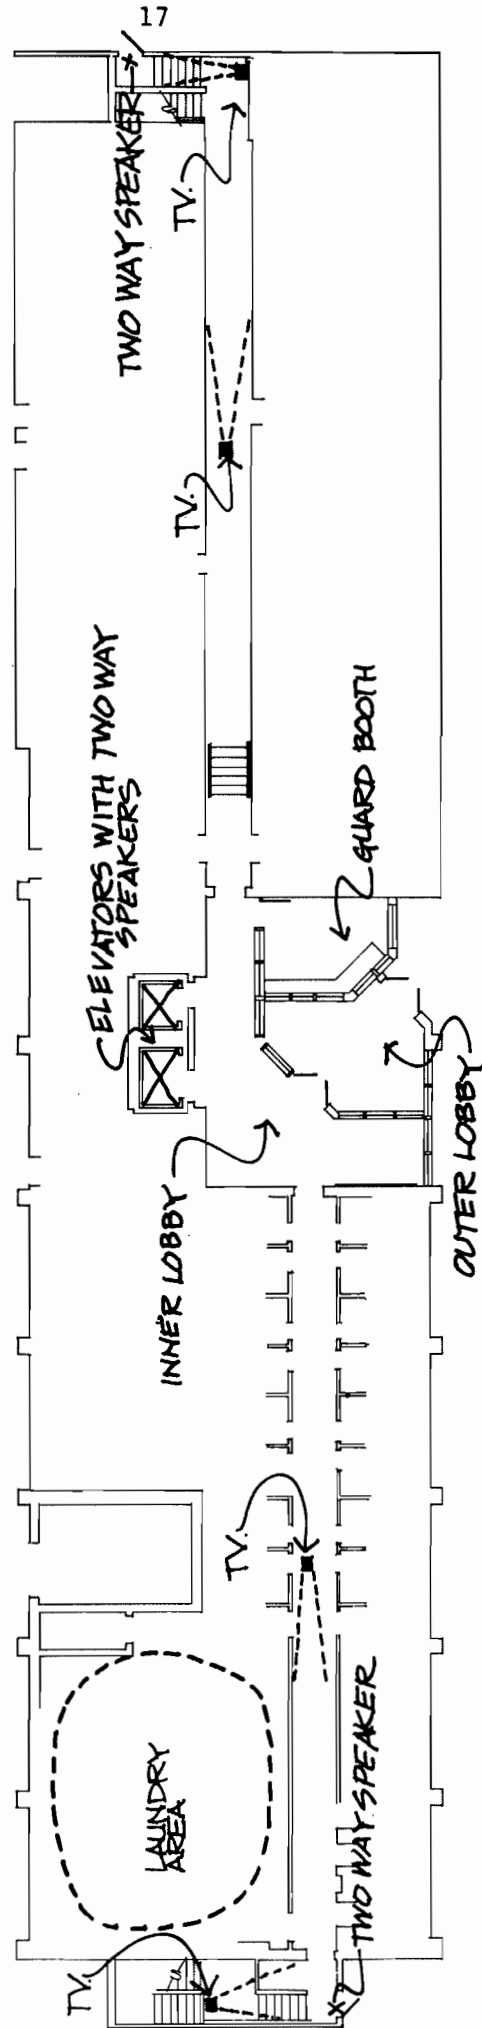 17
TWO WAY SPEAKER
TV.
TV.
ELEVATORS WITH TWO WAY
SPEAKERS
GUARD BOOTH
INNER LOBBY
OUTER LOBBY
TV.
LAUNDRY
AREA
TWO WAY SPEAKER
TV.